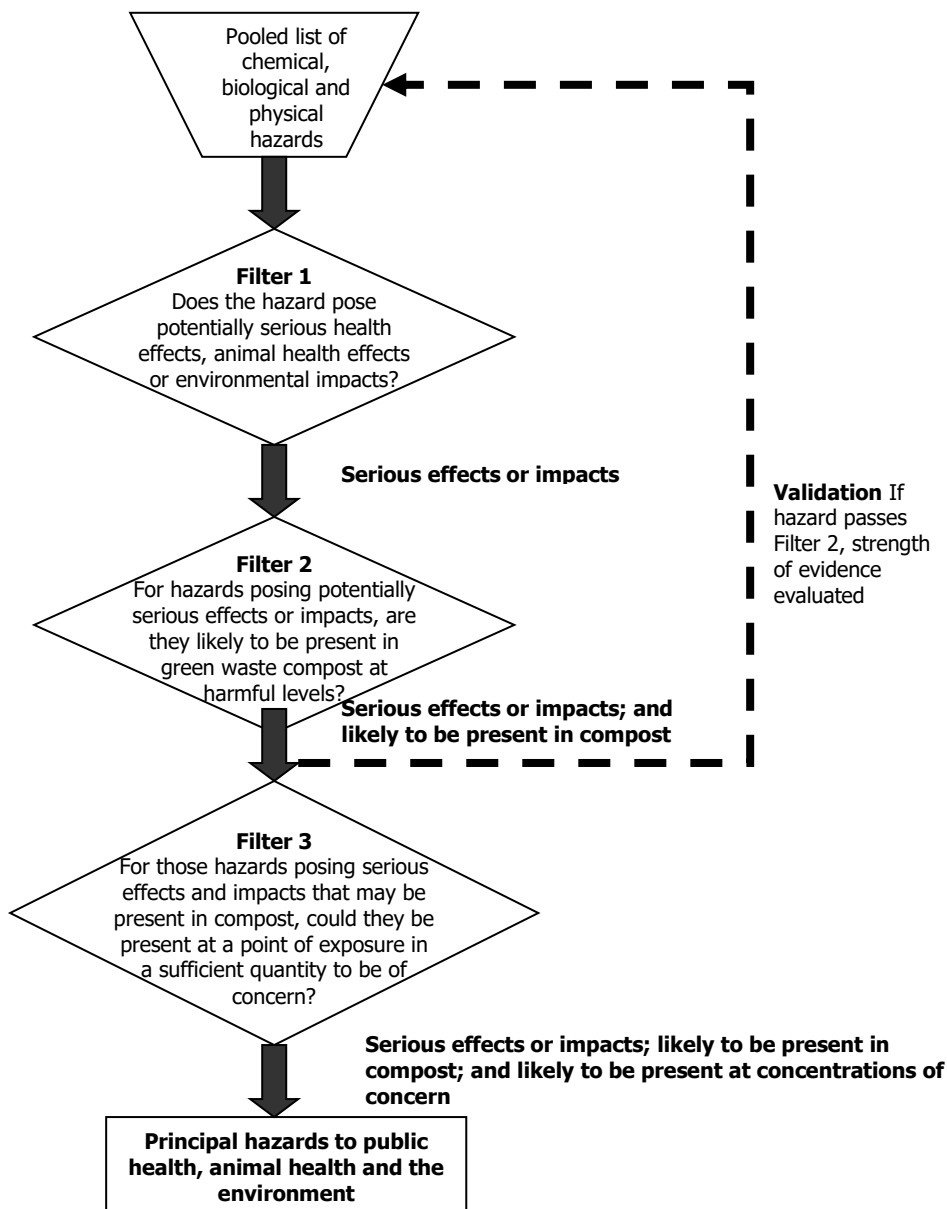 Pooled list of
chemical,
biological and
physical
hazards
Filter 1
Does the hazard pose
potentially serious health
effects, animal health effects
or environmental impacts?
Serious effects or impacts
Filter 2
For hazards posing potentially
serious effects or impacts, are
they likely to be present in
green waste compost at
harmful levels?
Serious effects or impacts; and
likely to be present in compost
Validation If
hazard passes
Filter 2, strength
of evidence
evaluated
Filter 3
For those hazards posing serious
effects and impacts that may be
present in compost, could they be
present at a point of exposure in
a sufficient quantity to be of
concern?
Serious effects or impacts; likely to be present in
compost; and likely to be present at concentrations of
concern
Principal hazards to public
health, animal health and the
environment